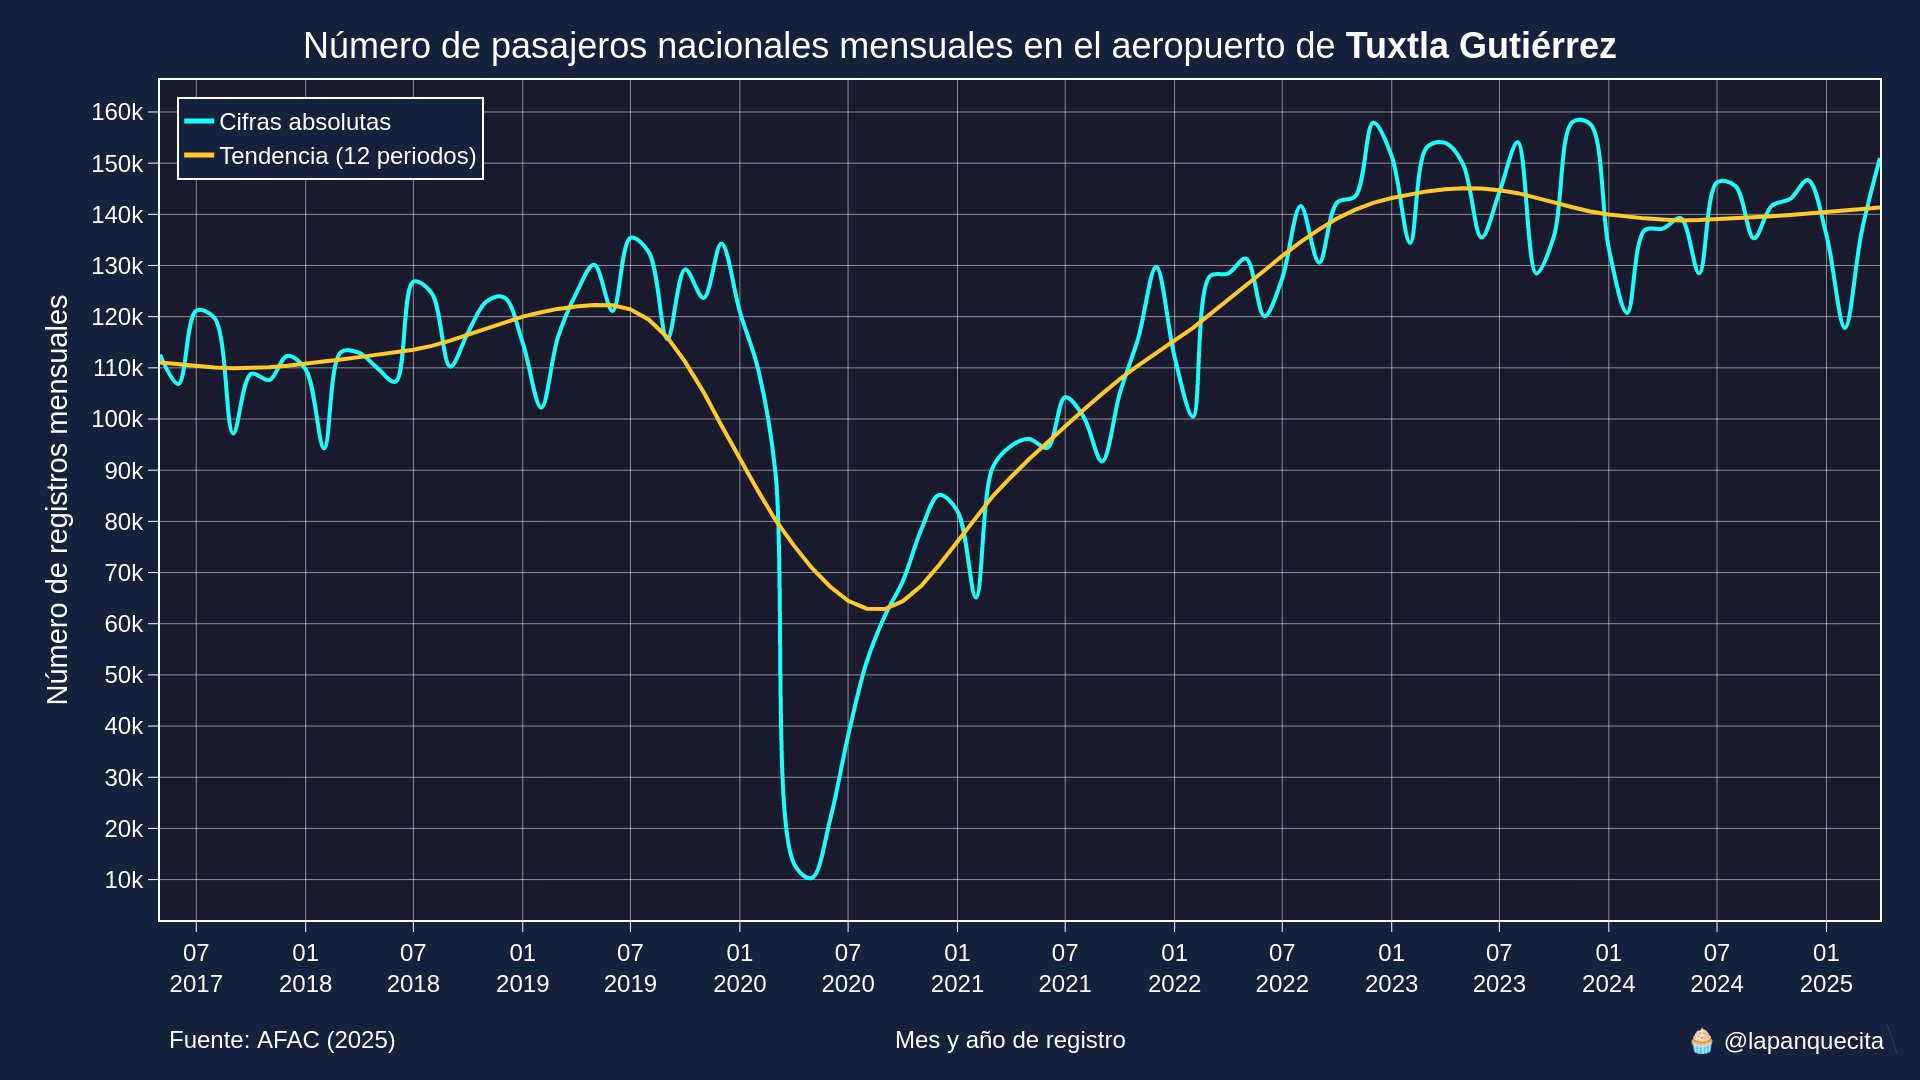 Número de pasajeros nacionales mensuales en el aeropuerto de Tuxtla Gutiérrez
Cifras absolutas
Tendencia (12 periodos)
Número de registros mensuales
160k
150k
140k
130k
120k
110k
100k
90k
80k
70k
60k
50k
40k
30k
20k
10k
07 01 07 01 07 01 07 01 07 01 07 01 07 01 07 01
2017 2018 2018 2019 2019 2020 2020 2021 2021 2022 2022 2023 2023 2024 2024 2025
Fuente: AFAC (2025) Mes y año de registro 🧁 @lapanquecita